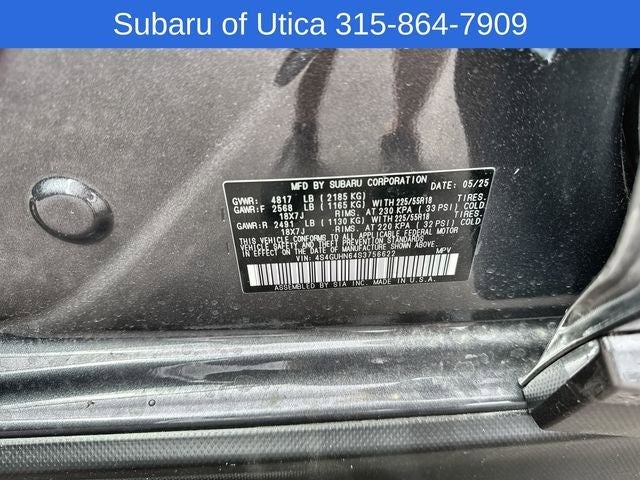 Subaru of Utica 315-864-7909
MFD BY SUBARU CORPORATION DATE: 05/25
GVWR: 4817 LB ( 2185 KG) TIRES.
GAWR:F 2568 LB ( 1165 KG) WITH 225/55R18
18X7J RIMS. AT 230 KPA ( 33 PSI) COLD
GAWR:R 2491 LB ( 1130 KG) WITH 225/55R18 TIRES.
18X7J RIMS. AT 220 KPA ( 32 PSI) COLD
THIS VEHICLE CONFORMS TO ALL APPLICABLE FEDERAL MOTOR
VEHICLE SAFETY AND THEFT PREVENTION STANDARDS
IN EFFECT ON THE DATE OF MANUFACTURE SHOWN ABOVE.
VIN: 4S4GUHN64S3756622 MPV
ASSEMBLED BY SIA INC. MADE IN U.S.A.